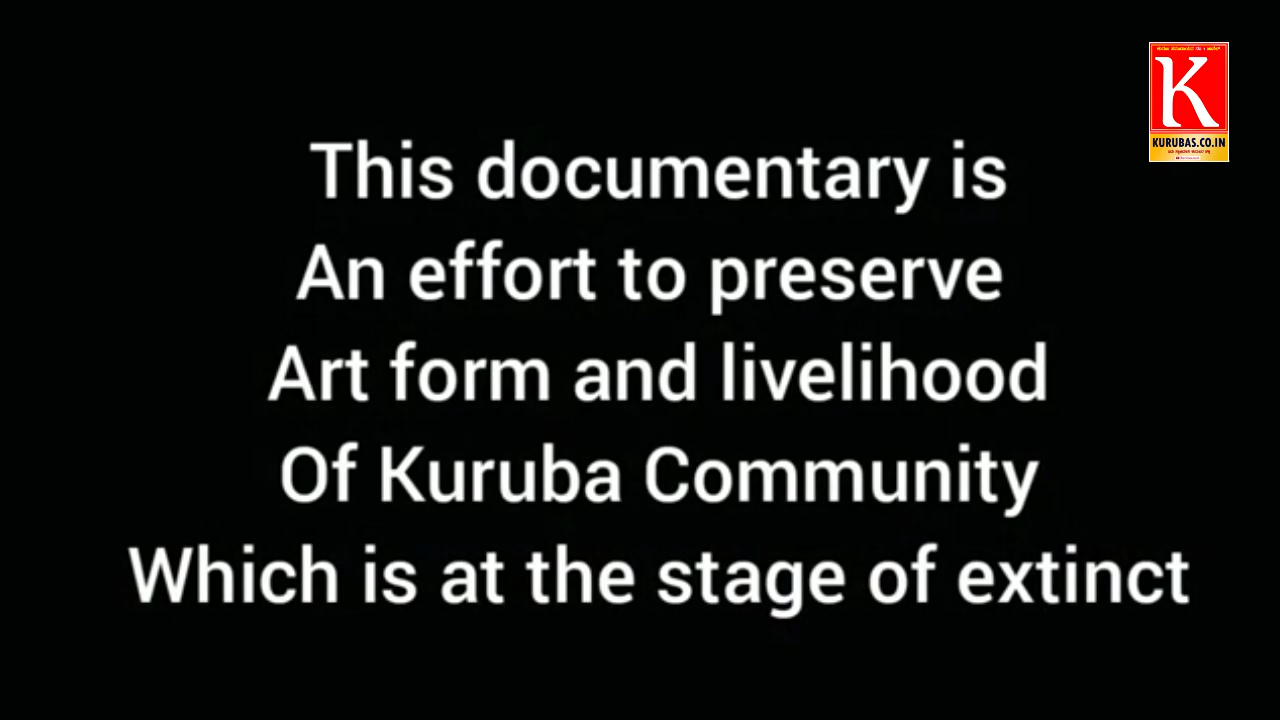 K
KURUBAS.CO.IN
This documentary is
An effort to preserve
Art form and livelihood
Of Kuruba Community
Which is at the stage of extinct